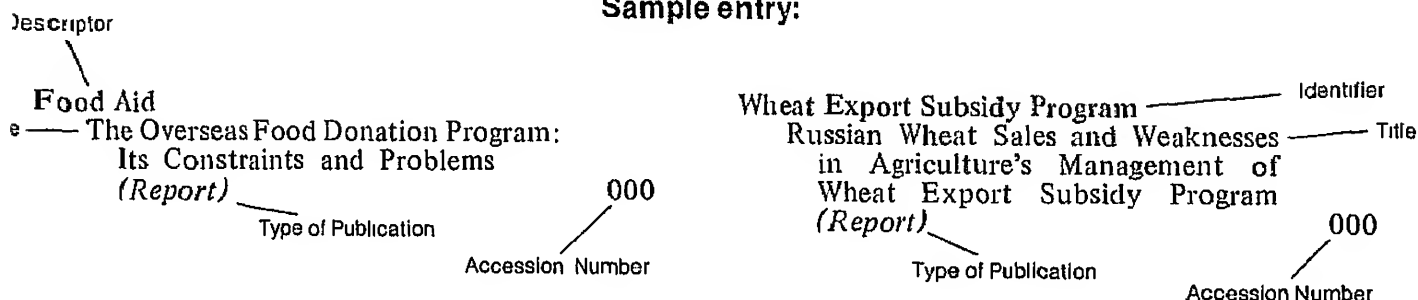 Sample entry:
Descriptor
Food Aid
e The Overseas Food Donation Program:
Its Constraints and Problems
(Report) 000
Type of Publication
Accession Number
Wheat Export Subsidy Program Identifier
Russian Wheat Sales and Weaknesses Title
in Agriculture's Management of
Wheat Export Subsidy Program
(Report) 000
Type of Publication
Accession Number